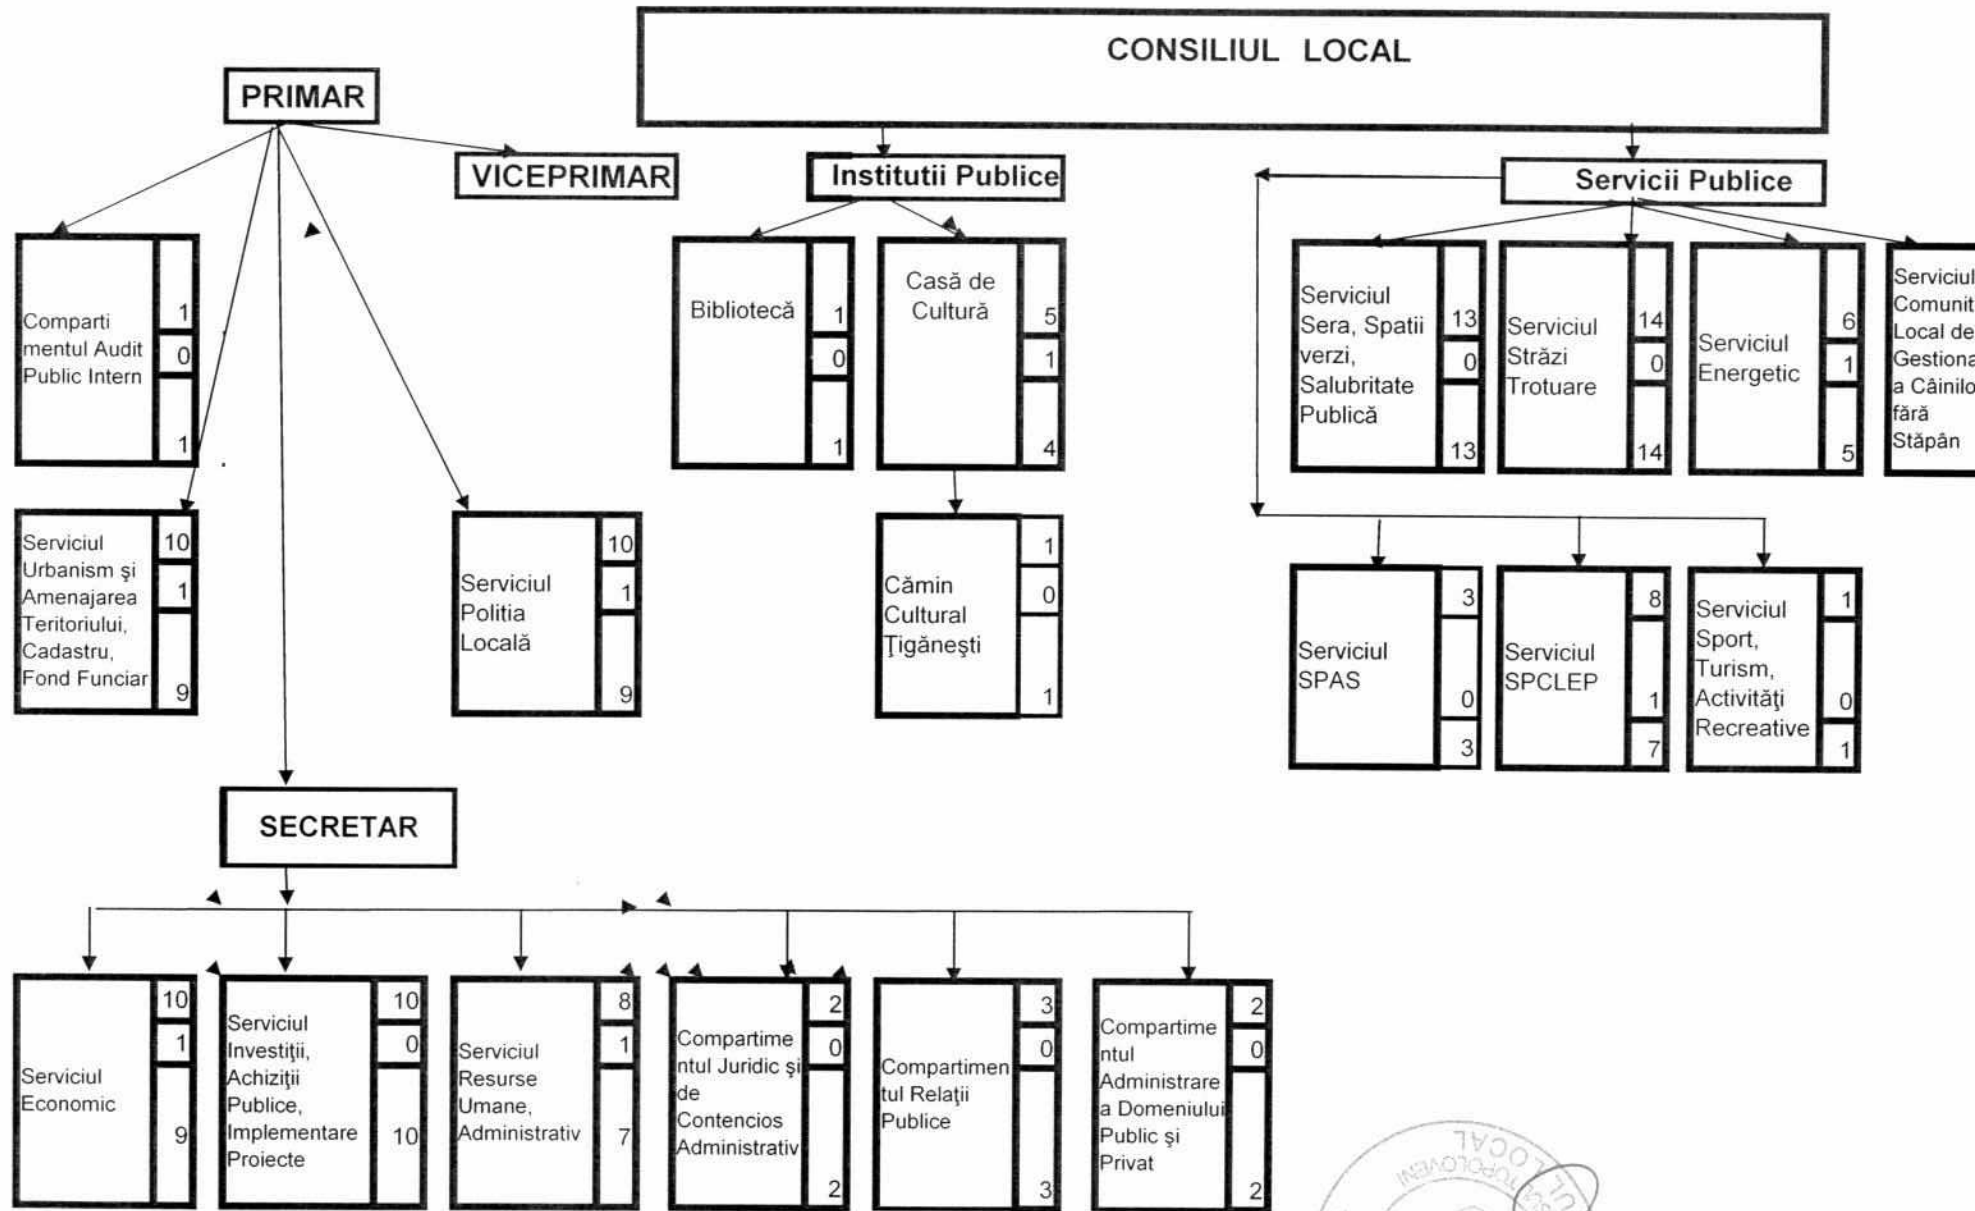 CONSILIUL LOCAL
PRIMAR
VICEPRIMAR
Institutii Publice
Servicii Publice
Comparti
mentul Audit
Public Intern
1
0
1
Bibliotecă
1
0
1
Casă de
Cultură
5
1
4
Serviciul
Sera, Spatii
verzi,
Salubritate
Publică
13
0
13
Serviciul
Străzi
Trotuare
14
0
14
Serviciul
Energetic
6
1
5
Serviciul
Comunit
Local de
Gestiona
a Câinilo
fără
Stăpân
Serviciul
Urbanism şi
Amenajarea
Teritoriului,
Cadastru,
Fond Funciar
10
1
9
Serviciul
Politia
Locală
10
1
9
Cămin
Cultural
Ţigăneşti
1
0
1
Serviciul
SPAS
3
0
3
Serviciul
SPCLEP
8
1
7
Serviciul
Sport,
Turism,
Activităţi
Recreative
1
0
1
SECRETAR
Serviciul
Economic
10
1
9
Serviciul
Investiţii,
Achiziţii
Publice,
Implementare
Proiecte
10
0
10
Serviciul
Resurse
Umane,
Administrativ
8
1
7
Compartime
ntul Juridic şi
de
Contencios
Administrativ
2
0
2
Compartimen
tul Relaţii
Publice
3
0
3
Compartime
ntul
Administrare
a Domeniului
Public şi
Privat
2
0
2
LOCAL
TOPOLOVENI